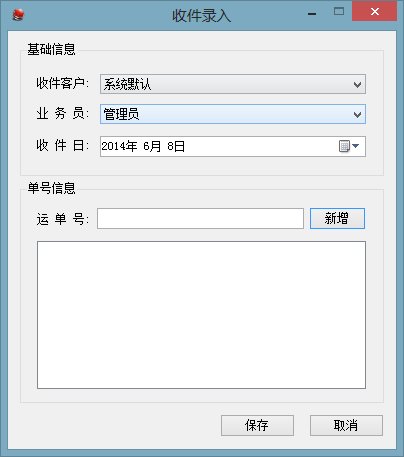 收件录入
基础信息
收件客户: 系统默认
业 务 员: 管理员
收 件 日: 2014年 6月 8日
单号信息
运 单 号: 新增
保存 取消